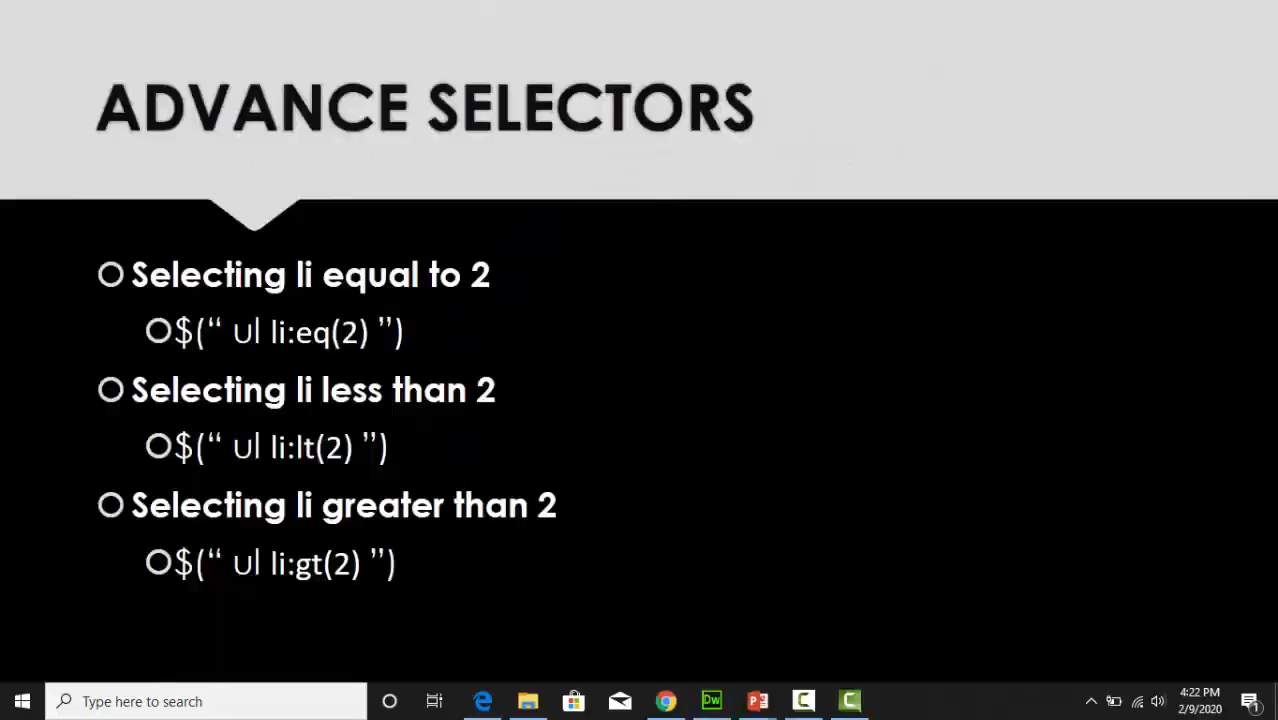 ADVANCE SELECTORS
Selecting li equal to 2
$(“ ul li:eq(2) ”)
Selecting li less than 2
$(“ ul li:lt(2) ”)
Selecting li greater than 2
$(“ ul li:gt(2) ”)
Type here to search
Dw
4:22 PM
2/9/2020
1